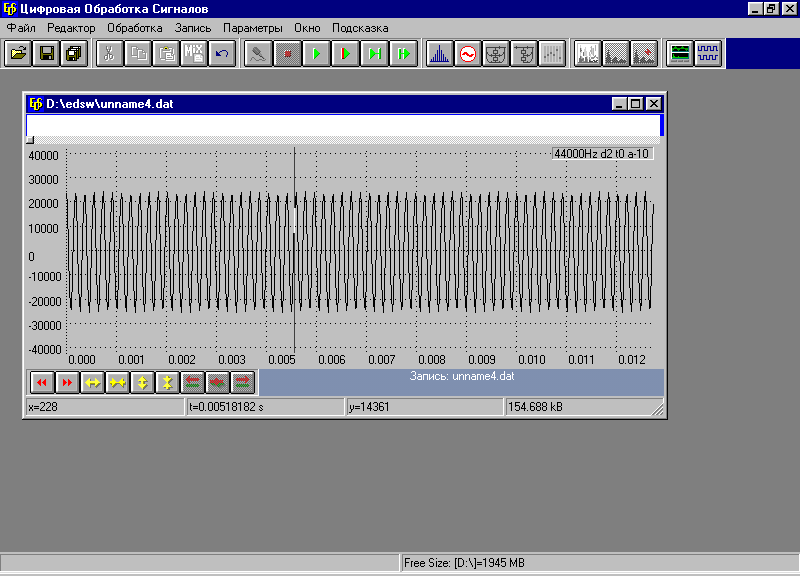 Цифровая Обработка Сигналов
Файл Редактор Обработка Запись Параметры Окно Подсказка
MiX
D:\edsw\unname4.dat
44000Hz d2 t0 a-10
40000
30000
20000
10000
0
-10000
-20000
-30000
-40000
0.000 0.001 0.002 0.003 0.005 0.006 0.007 0.008 0.009 0.010 0.011 0.012
Запись: unname4.dat
x=228 t=0.00518182 s y=14361 154.688 kB
Free Size: [D:\]=1945 MB